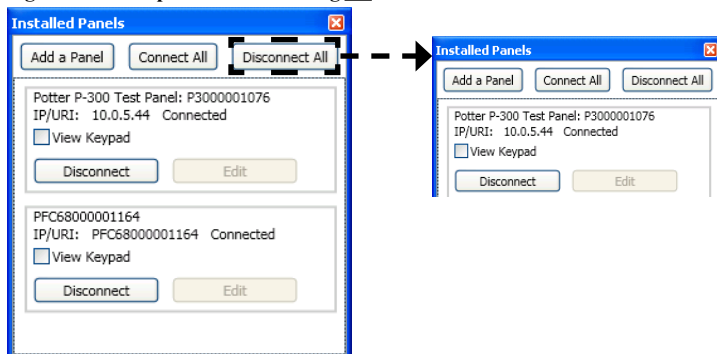 Installed Panels
Add a Panel Connect All Disconnect All
Potter P-300 Test Panel: P3000001076
IP/URI: 10.0.5.44 Connected
View Keypad
Disconnect Edit
PFC68000001164
IP/URI: PFC68000001164 Connected
View Keypad
Disconnect Edit
Installed Panels
Add a Panel Connect All Disconnect All
Potter P-300 Test Panel: P3000001076
IP/URI: 10.0.5.44 Connected
View Keypad
Disconnect Edit